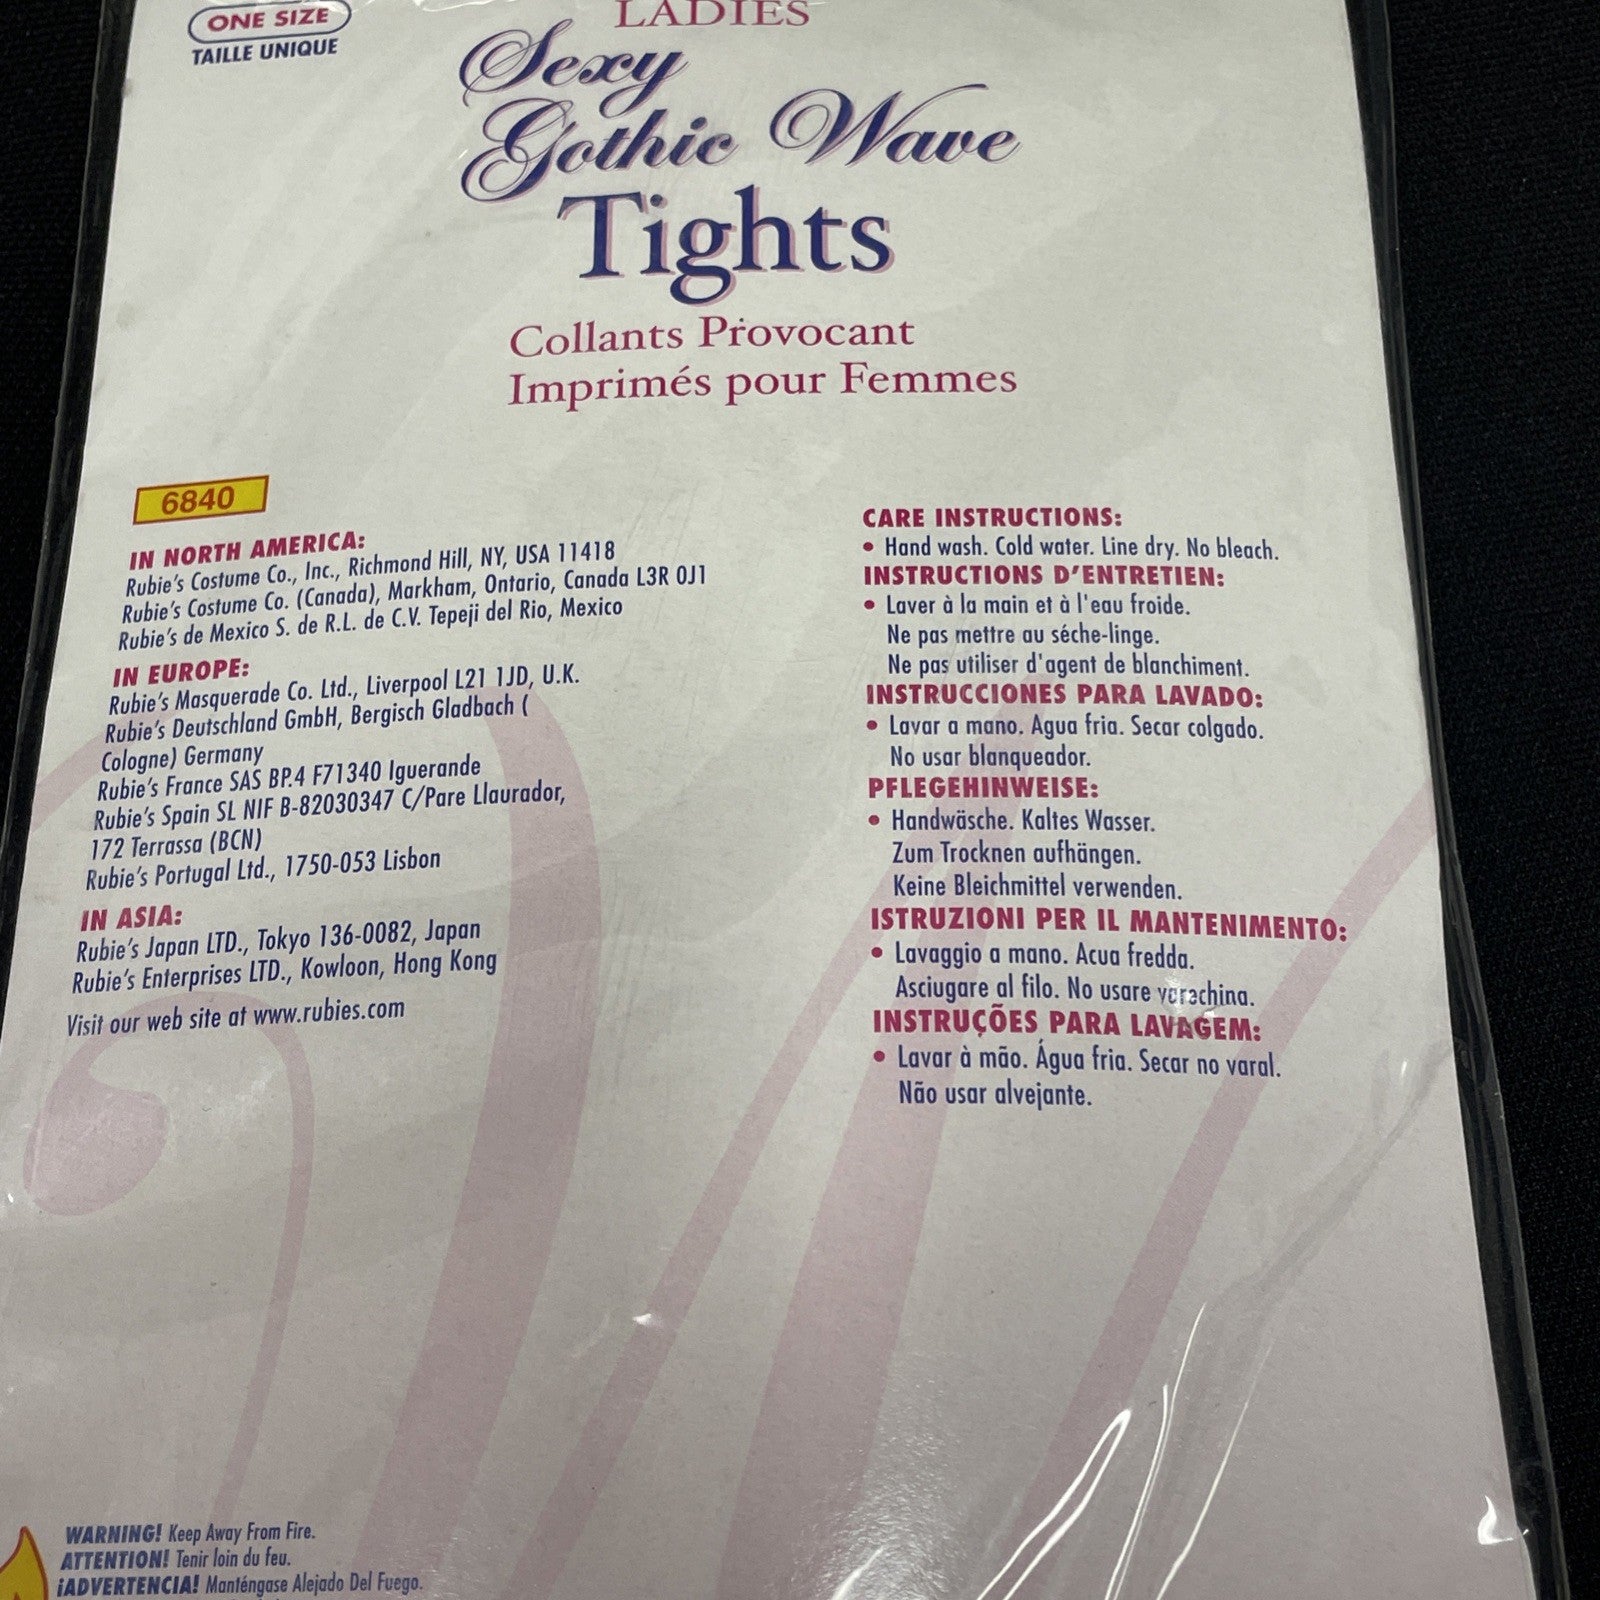 ONE SIZE
TAILLE UNIQUE
LADIES
Sexy
Gothic Wave
Tights
Collants Provocant
Imprimés pour Femmes
6840
IN NORTH AMERICA:
Rubie's Costume Co., Inc., Richmond Hill, NY, USA 11418
Rubie's Costume Co. (Canada), Markham, Ontario, Canada L3R 0J1
Rubie's de Mexico S. de R.L. de C.V. Tepeji del Rio, Mexico
IN EUROPE:
Rubie's Masquerade Co. Ltd., Liverpool L21 1JD, U.K.
Rubie's Deutschland GmbH, Bergisch Gladbach (
Cologne) Germany
Rubie's France SAS BP.4 F71340 Iguerande
Rubie's Spain SL NIF B-82030347 C/Pare Llaurador,
172 Terrassa (BCN)
Rubie's Portugal Ltd., 1750-053 Lisbon
IN ASIA:
Rubie's Japan LTD., Tokyo 136-0082, Japan
Rubie's Enterprises LTD., Kowloon, Hong Kong
Visit our web site at www.rubies.com
CARE INSTRUCTIONS:
• Hand wash. Cold water. Line dry. No bleach.
INSTRUCTIONS D'ENTRETIEN:
• Laver à la main et à l'eau froide.
Ne pas mettre au séche-linge.
Ne pas utiliser d'agent de blanchiment.
INSTRUCCIONES PARA LAVADO:
• Lavar a mano. Agua fria. Secar colgado.
No usar blanqueador.
PFLEGEHINWEISE:
• Handwäsche. Kaltes Wasser.
Zum Trocknen aufhängen.
Keine Bleichmittel verwenden.
ISTRUZIONI PER IL MANTENIMENTO:
• Lavaggio a mano. Acua fredda.
Asciugare al filo. No usare varechina.
INSTRUÇÕES PARA LAVAGEM:
• Lavar à mão. Água fria. Secar no varal.
Não usar alvejante.
WARNING! Keep Away From Fire.
ATTENTION! Tenir loin du feu.
¡ADVERTENCIA! Manténgase Alejado Del Fuego.